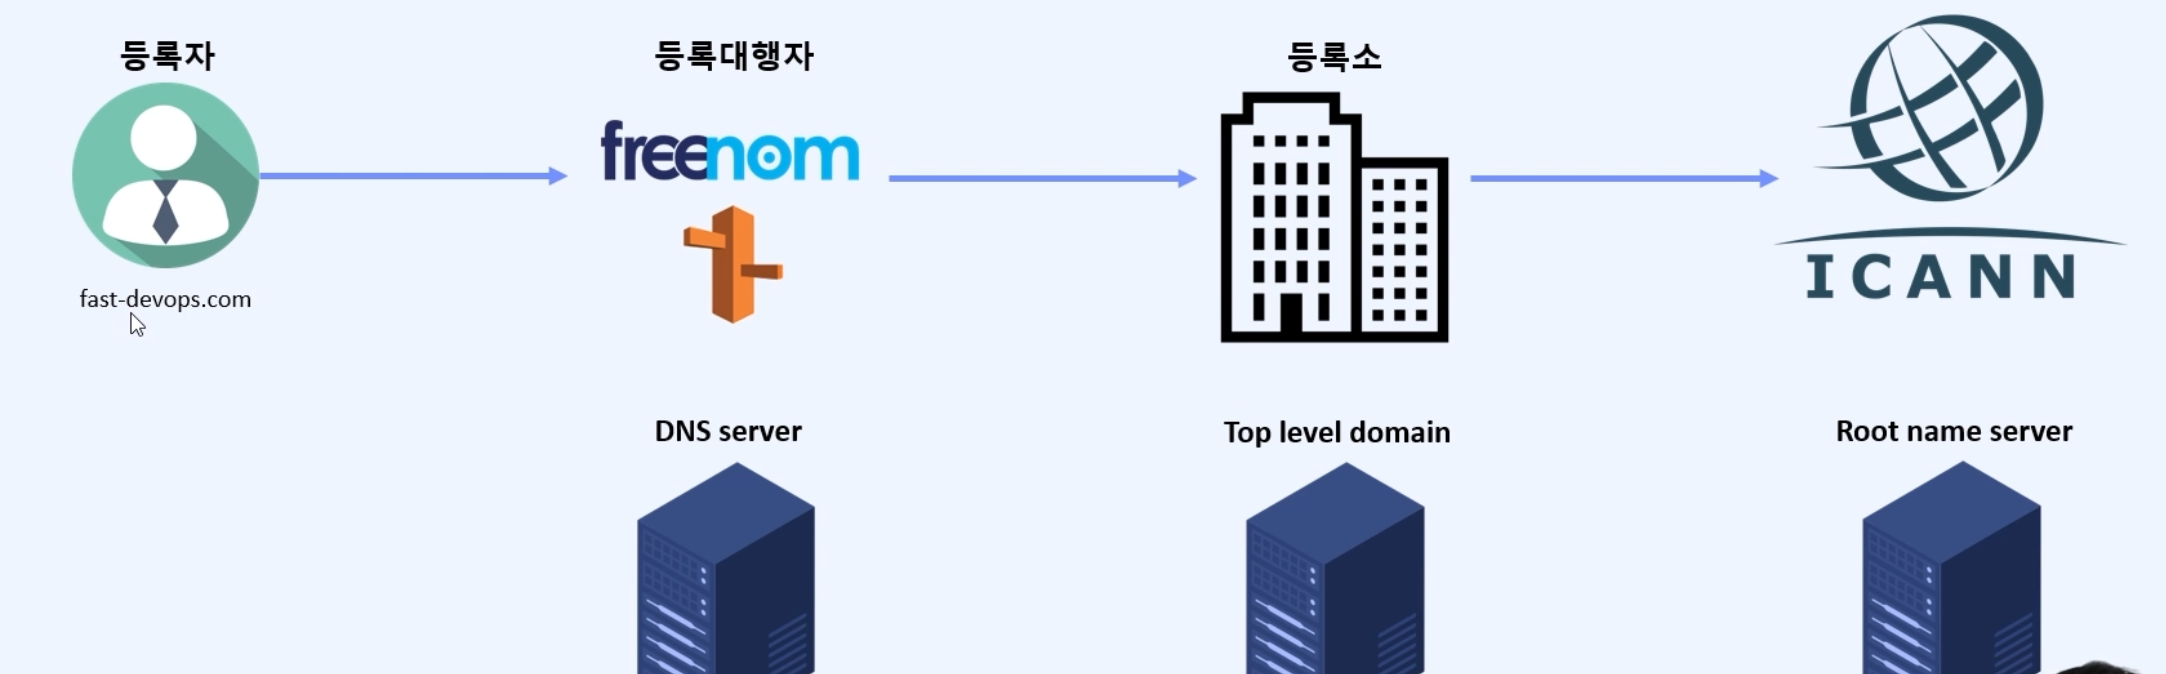 등록자
등록대행자
등록소
freenom
ICANN
fast-devops.com
DNS server
Top level domain
Root name server